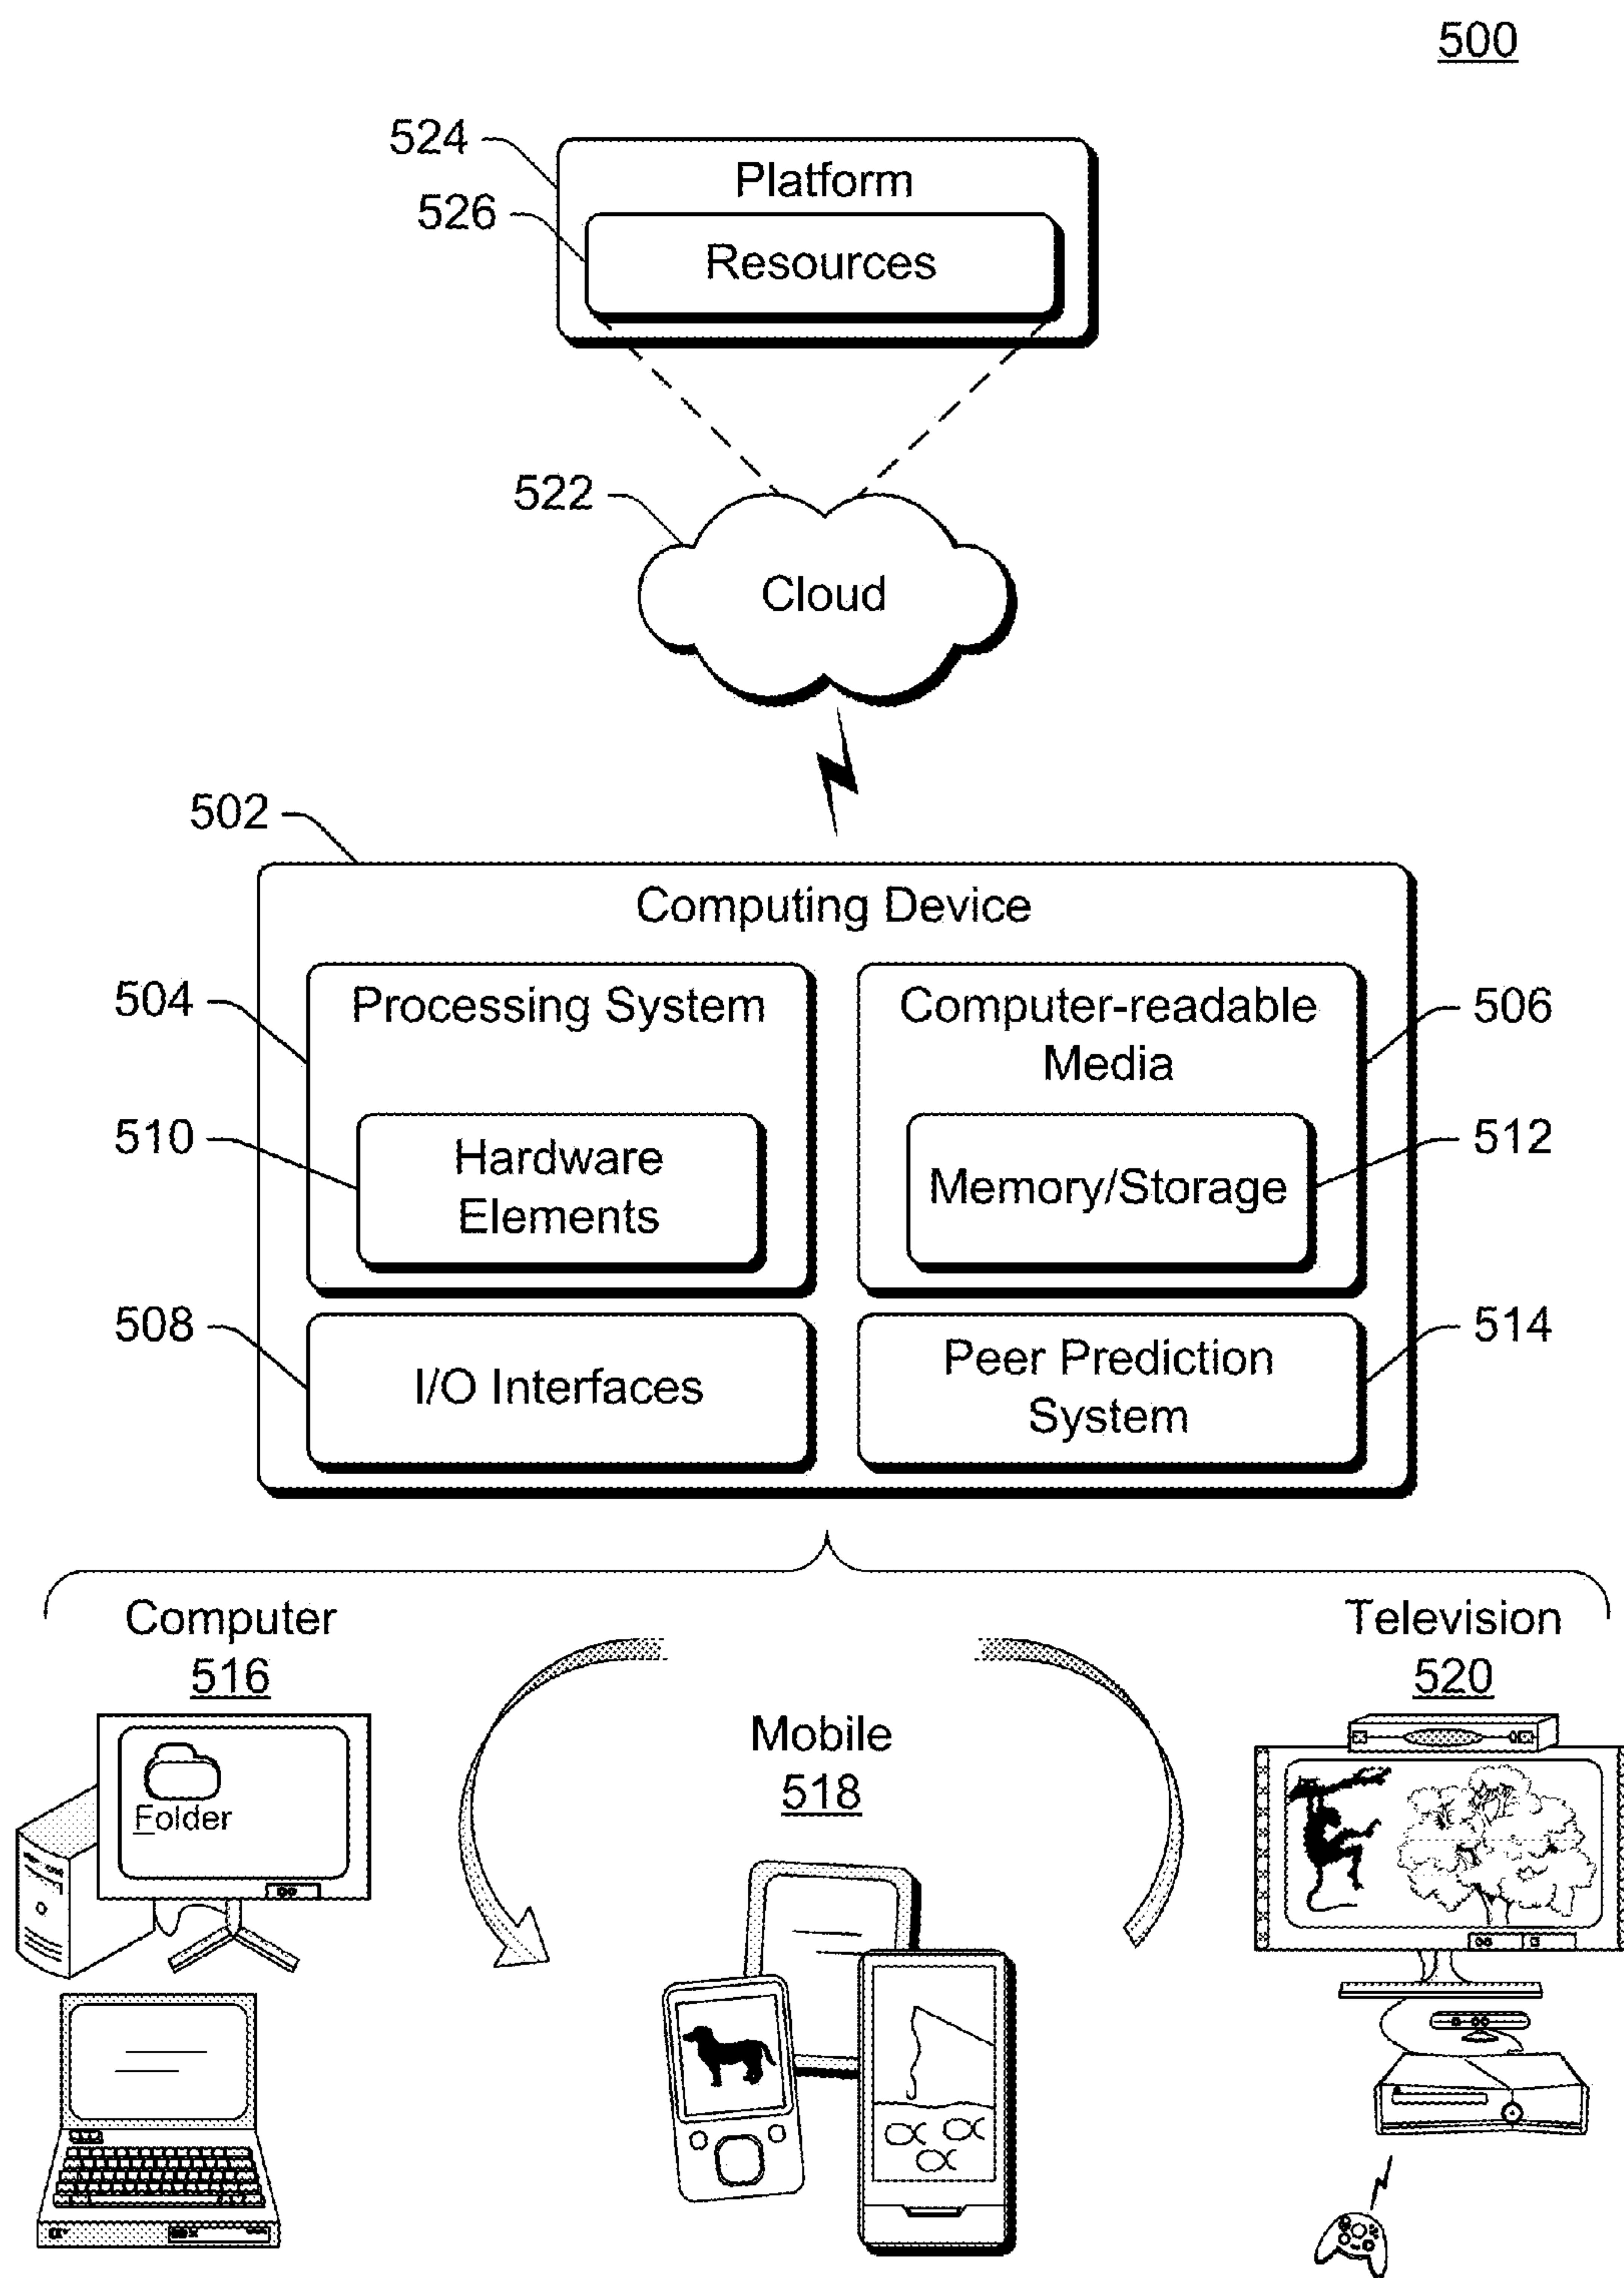 500
524
Platform
526
Resources
522
Cloud
502
Computing Device
504
Processing System
Computer-readable
Media
506
510
Hardware
Elements
Memory/Storage
512
508
I/O Interfaces
Peer Prediction
System
514
Computer
516
Folder
Mobile
518
Television
520